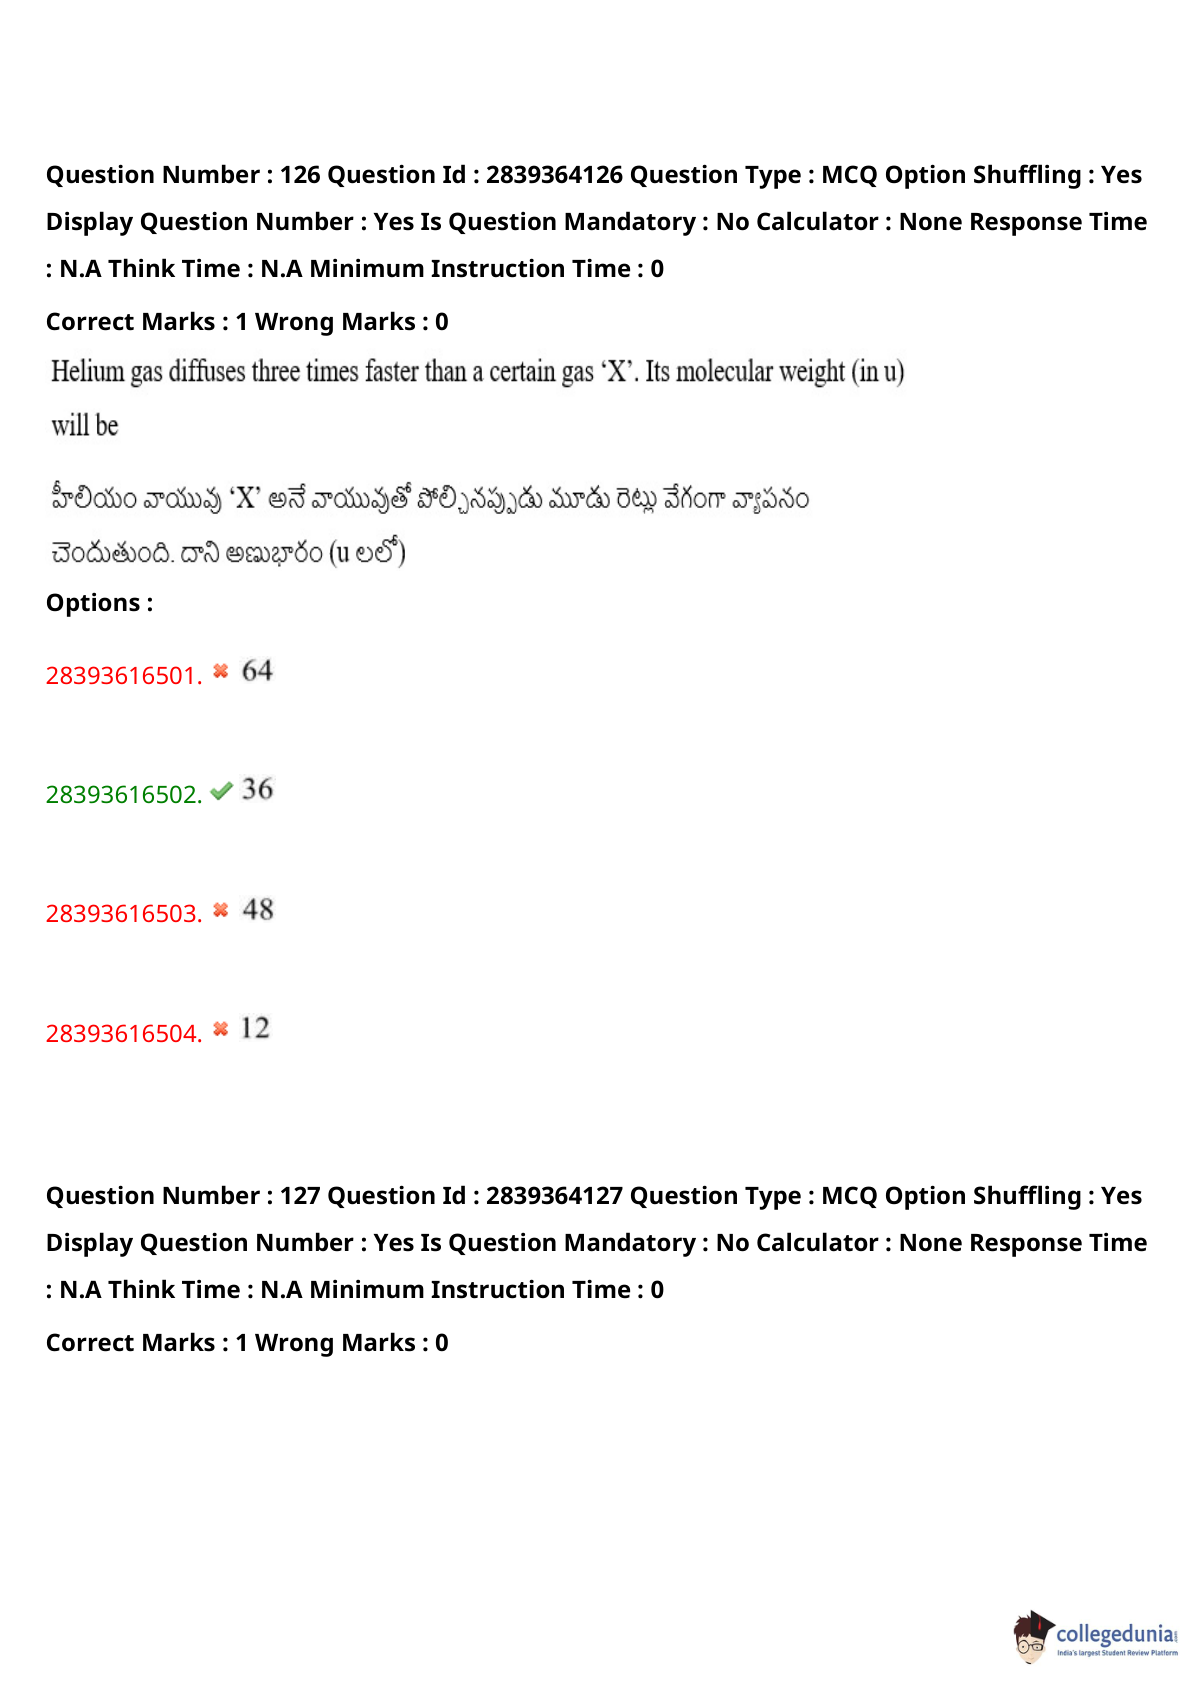 Question Number : 126 Question Id : 2839364126 Question Type : MCQ Option Shuffling : Yes
Display Question Number : Yes Is Question Mandatory : No Calculator : None Response Time
: N.A Think Time : N.A Minimum Instruction Time : 0
Correct Marks : 1 Wrong Marks : 0
Helium gas diffuses three times faster than a certain gas ‘X’. Its molecular weight (in u)
will be
హీలియం వాయువు ‘X’ అనే వాయువుతో పోల్చినప్పుడు మూడు రెట్లు వేగంగా వ్యాపనం
చెందుతుంది. దాని అణుభారం (u లలో)
Options :
28393616501. 64
28393616502. 36
28393616503. 48
28393616504. 12
Question Number : 127 Question Id : 2839364127 Question Type : MCQ Option Shuffling : Yes
Display Question Number : Yes Is Question Mandatory : No Calculator : None Response Time
: N.A Think Time : N.A Minimum Instruction Time : 0
Correct Marks : 1 Wrong Marks : 0
collegedunia
India's largest Student Review Platform